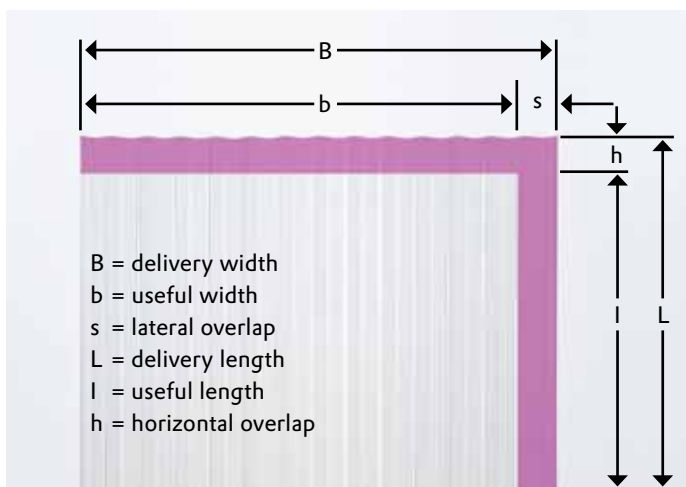 B
b
s
h
l
L
B = delivery width
b = useful width
s = lateral overlap
L = delivery length
l = useful length
h = horizontal overlap